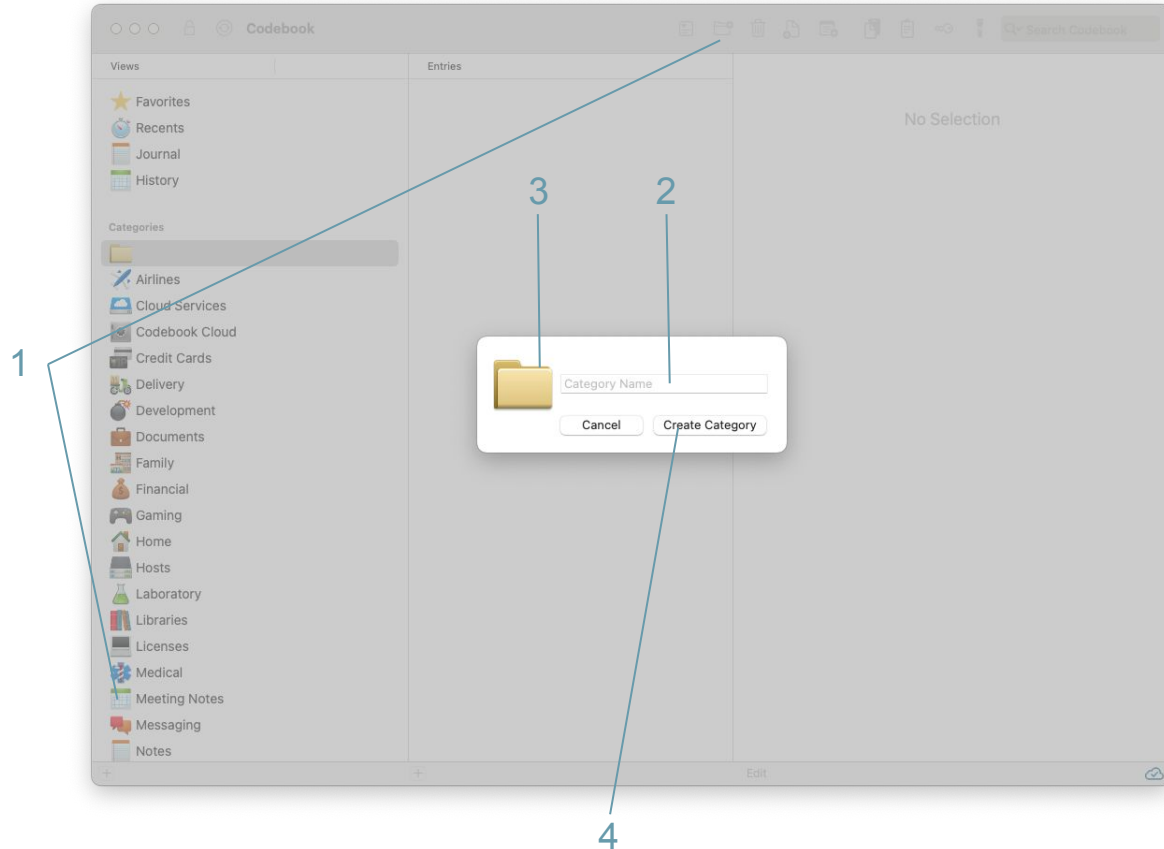 Codebook
Search Codebook
Views
Entries
Favorites
Recents
Journal
History
No Selection
3
2
Categories
Airlines
Cloud Services
Codebook Cloud
1
Credit Cards
Delivery
Category Name
Development
Cancel
Create Category
Documents
Family
Financial
Gaming
Home
Hosts
Laboratory
Libraries
Licenses
Medical
Meeting Notes
Messaging
Notes
+
+
Edit
4